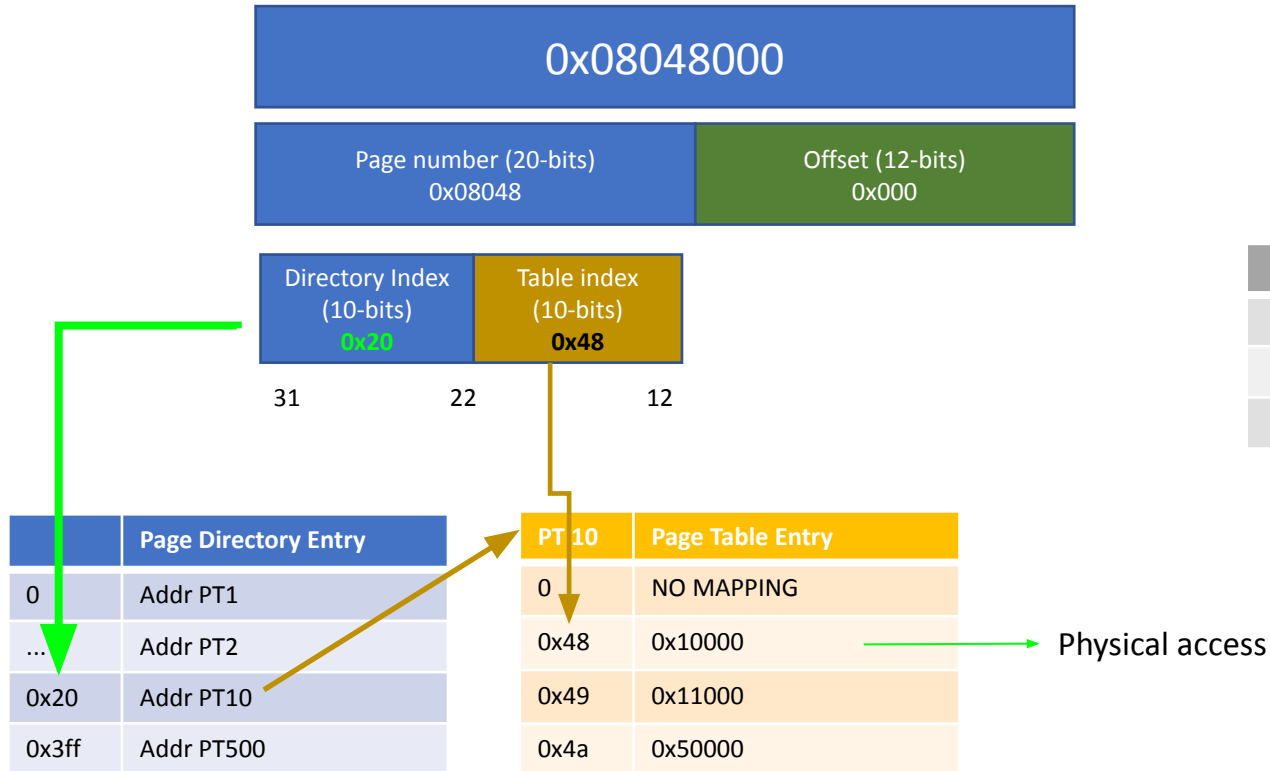 0x08048000
Page number (20-bits)
0x08048
Offset (12-bits)
0x000
Directory Index
(10-bits)
0x20
Table index
(10-bits)
0x48
31 22 12
Page Directory Entry
0 Addr PT1
... Addr PT2
0x20 Addr PT10
0x3ff Addr PT500
PT 10 Page Table Entry
0 NO MAPPING
0x48 0x10000
0x49 0x11000
0x4a 0x50000
Physical access